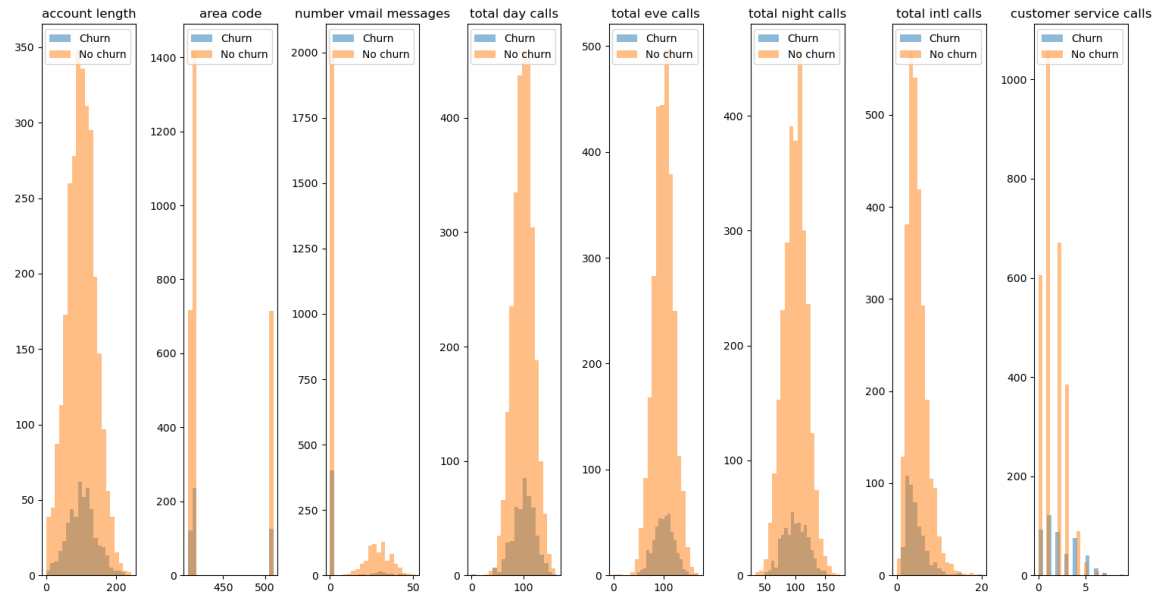 account length
Churn
No churn
350
300
250
200
150
100
50
0
0
200
area code
Churn
No churn
1400
1200
1000
800
600
400
200
0
450
500
number vmail messages
Churn
No churn
2000
1750
1500
1250
1000
750
500
250
0
0
50
total day calls
Churn
No churn
400
300
200
100
0
0
100
total eve calls
Churn
No churn
500
400
300
200
100
0
0
100
total night calls
Churn
No churn
400
300
200
100
0
50
100
150
total intl calls
Churn
No churn
500
400
300
200
100
0
0
20
customer service calls
Churn
No churn
1000
800
600
400
200
0
0
5